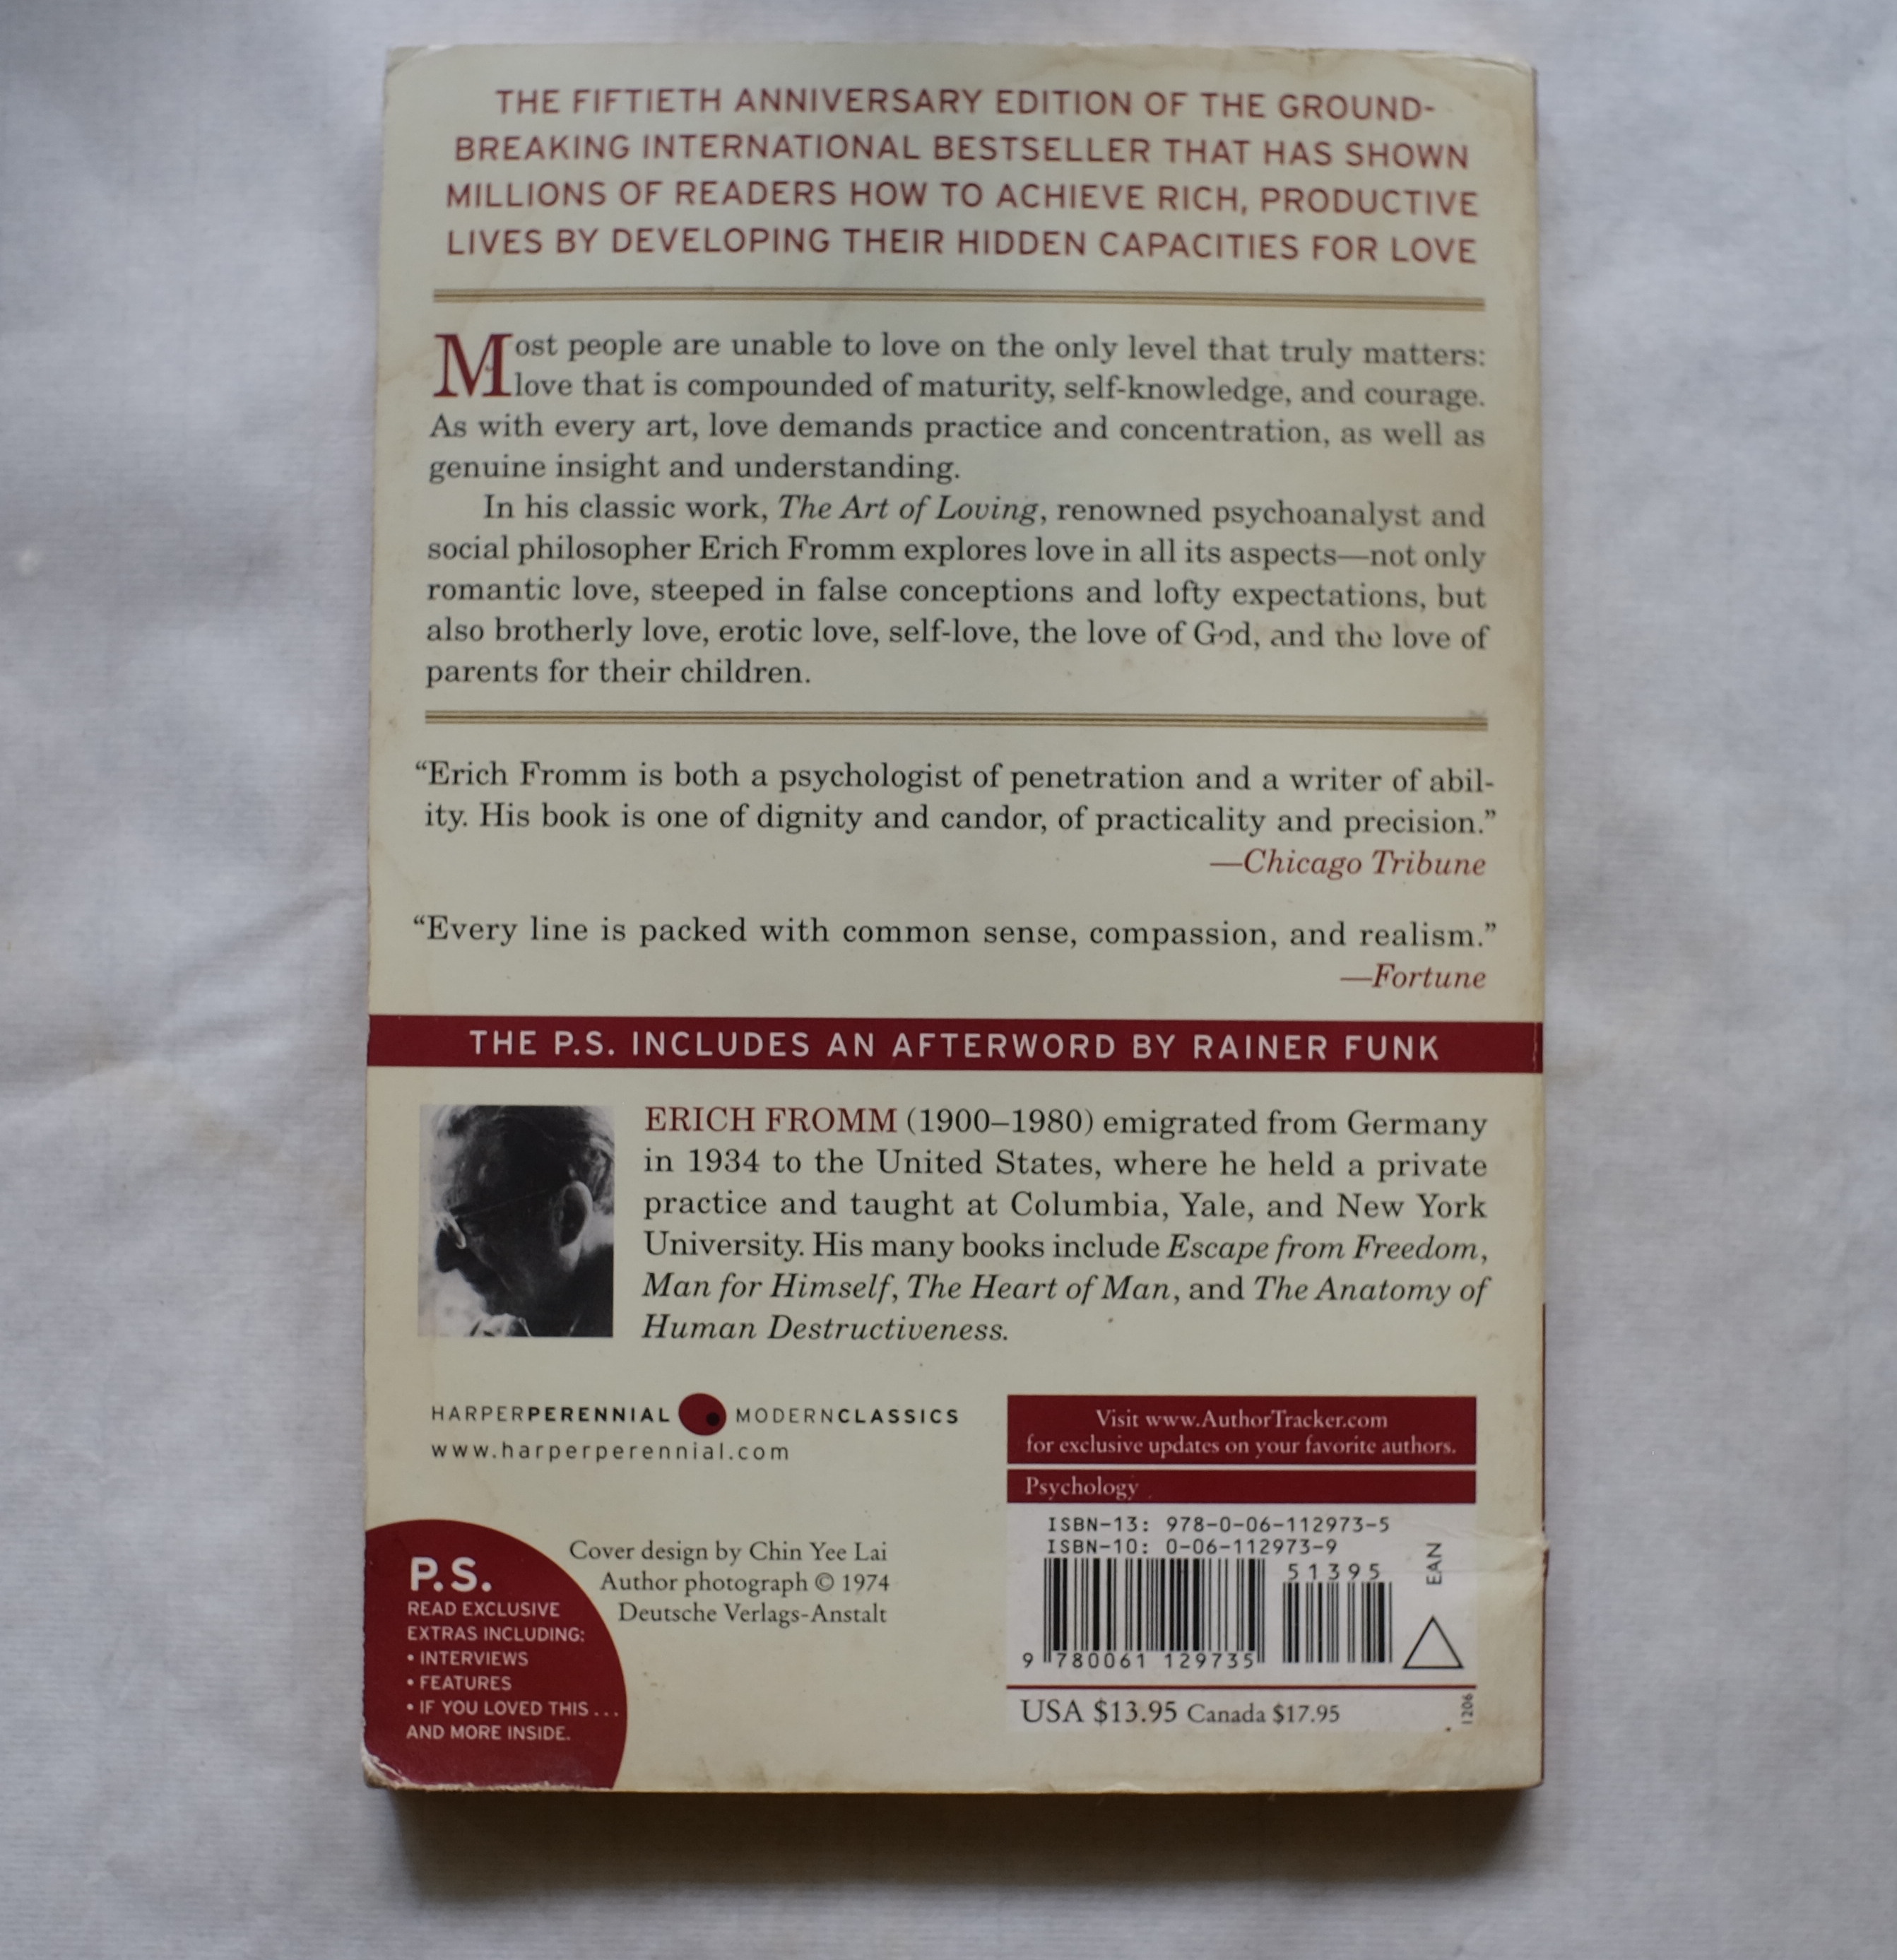 THE FIFTIETH ANNIVERSARY EDITION OF THE GROUND-
BREAKING INTERNATIONAL BESTSELLER THAT HAS SHOWN
MILLIONS OF READERS HOW TO ACHIEVE RICH, PRODUCTIVE
LIVES BY DEVELOPING THEIR HIDDEN CAPACITIES FOR LOVE
Most people are unable to love on the only level that truly matters:
love that is compounded of maturity, self-knowledge, and courage.
As with every art, love demands practice and concentration, as well as
genuine insight and understanding.
In his classic work, The Art of Loving, renowned psychoanalyst and
social philosopher Erich Fromm explores love in all its aspects—not only
romantic love, steeped in false conceptions and lofty expectations, but
also brotherly love, erotic love, self-love, the love of God, and the love of
parents for their children.
“Erich Fromm is both a psychologist of penetration and a writer of abil-
ity. His book is one of dignity and candor, of practicality and precision.”
—Chicago Tribune
“Every line is packed with common sense, compassion, and realism.”
—Fortune
THE P.S. INCLUDES AN AFTERWORD BY RAINER FUNK
ERICH FROMM (1900–1980) emigrated from Germany
in 1934 to the United States, where he held a private
practice and taught at Columbia, Yale, and New York
University. His many books include Escape from Freedom,
Man for Himself, The Heart of Man, and The Anatomy of
Human Destructiveness.
HARPERPERENNIAL MODERNCLASSICS
www.harperperennial.com
Visit www.AuthorTracker.com
for exclusive updates on your favorite authors.
Psychology
ISBN-13: 978-0-06-112973-5
ISBN-10: 0-06-112973-9
51395
EAN
9 780061 129735
USA $13.95 Canada $17.95
1206
Cover design by Chin Yee Lai
Author photograph © 1974
Deutsche Verlags-Anstalt
P.S.
READ EXCLUSIVE
EXTRAS INCLUDING:
• INTERVIEWS
• FEATURES
• IF YOU LOVED THIS...
AND MORE INSIDE.